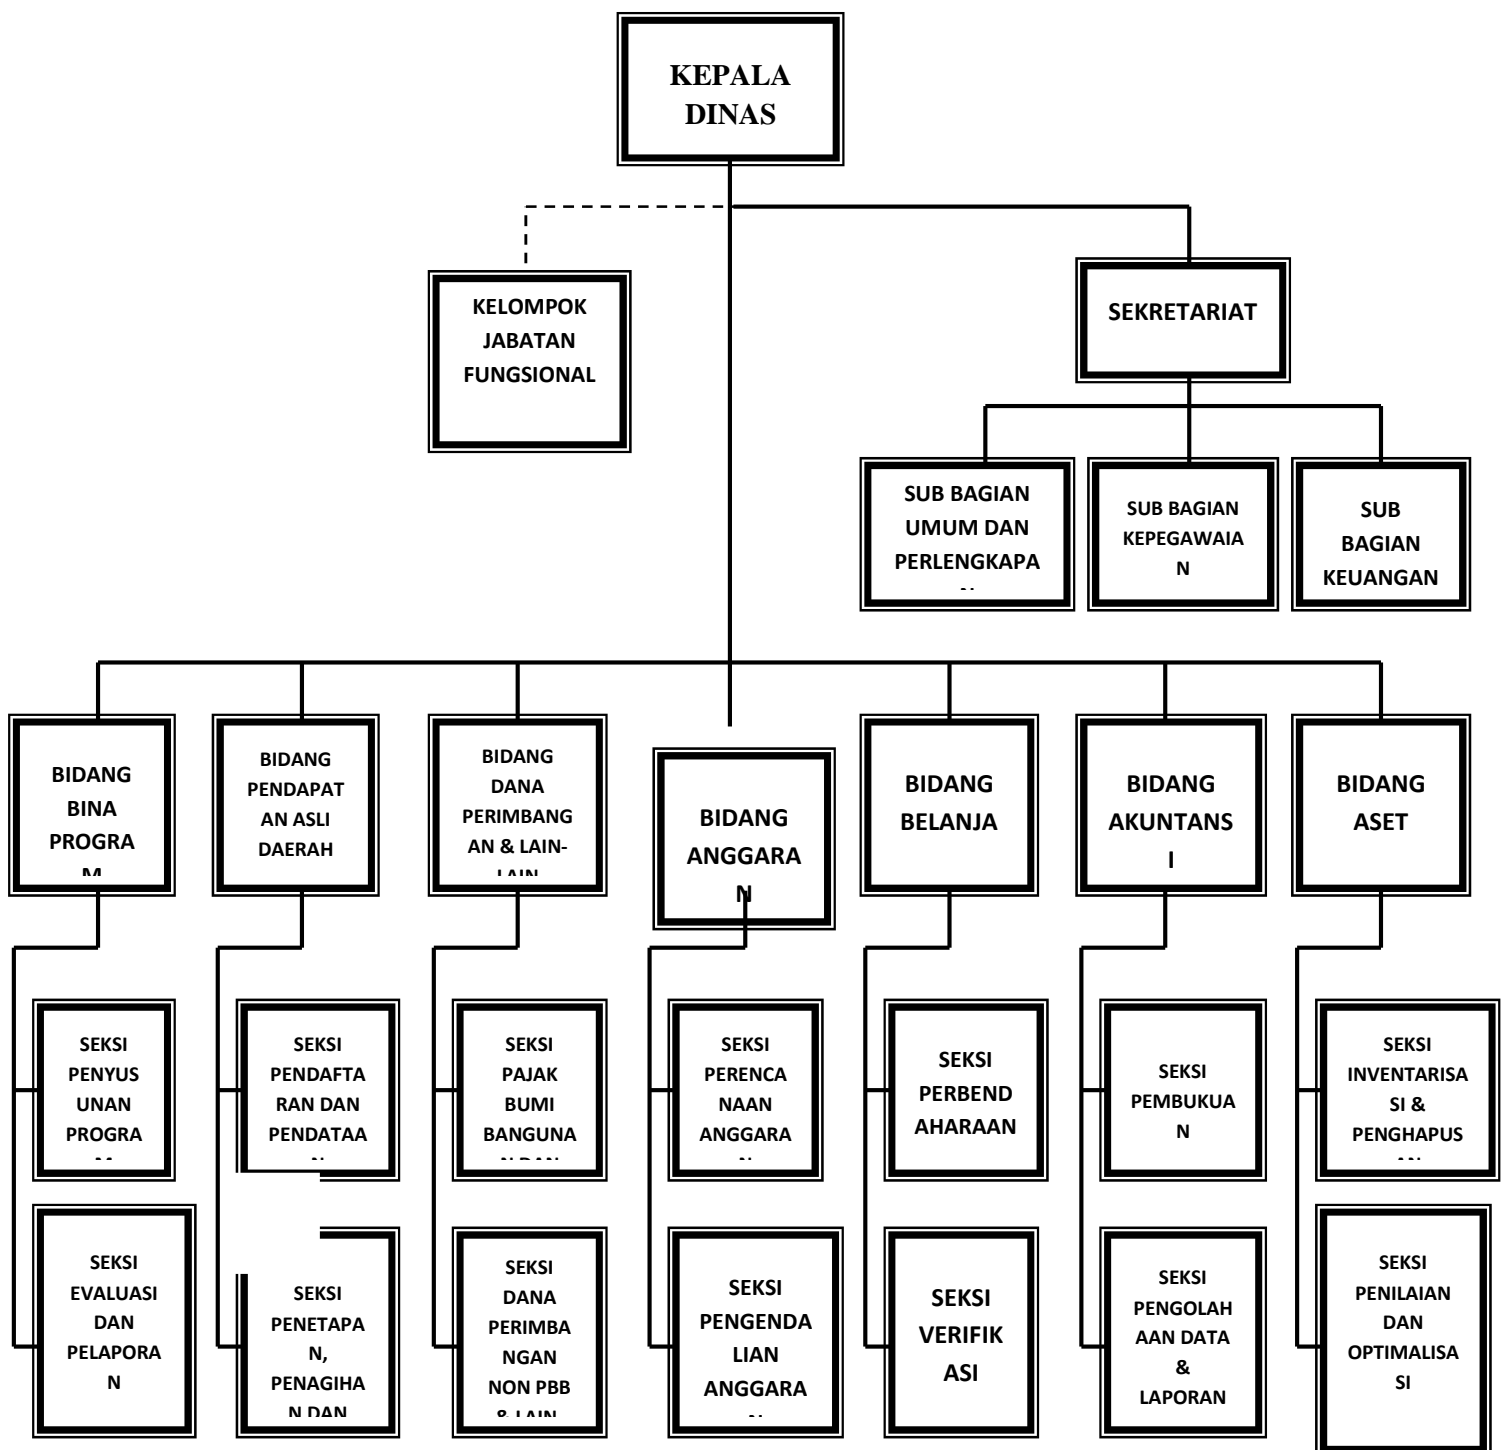 KEPALA
DINAS
KELOMPOK
JABATAN
FUNGSIONAL
SEKRETARIAT
SUB BAGIAN
UMUM DAN
PERLENGKAPA
SUB BAGIAN
KEPEGAWAIA
N
SUB
BAGIAN
KEUANGAN
BIDANG
BINA
PROGRA
M
BIDANG
PENDAPAT
AN ASLI
DAERAH
BIDANG
DANA
PERIMBANG
AN & LAIN-
LAIN
BIDANG
ANGGARA
N
BIDANG
BELANJA
BIDANG
AKUNTANS
I
BIDANG
ASET
SEKSI
PENYUS
UNAN
PROGRA
SEKSI
PENDAFTA
RAN DAN
PENDATAA
SEKSI
PAJAK
BUMI
BANGUNA
N DAN
SEKSI
PERENCA
NAAN
ANGGARA
SEKSI
PERBEND
AHARAAN
SEKSI
PEMBUKUA
N
SEKSI
INVENTARISA
SI &
PENGHAPUS
SEKSI
EVALUASI
DAN
PELAPORA
N
SEKSI
PENETAPA
N,
PENAGIHA
N DAN
SEKSI
DANA
PERIMBA
NGAN
NON PBB
& LAIN
SEKSI
PENGENDA
LIAN
ANGGARA
SEKSI
VERIFIK
ASI
SEKSI
PENGOLAH
AAN DATA
&
LAPORAN
SEKSI
PENILAIAN
DAN
OPTIMALISA
SI